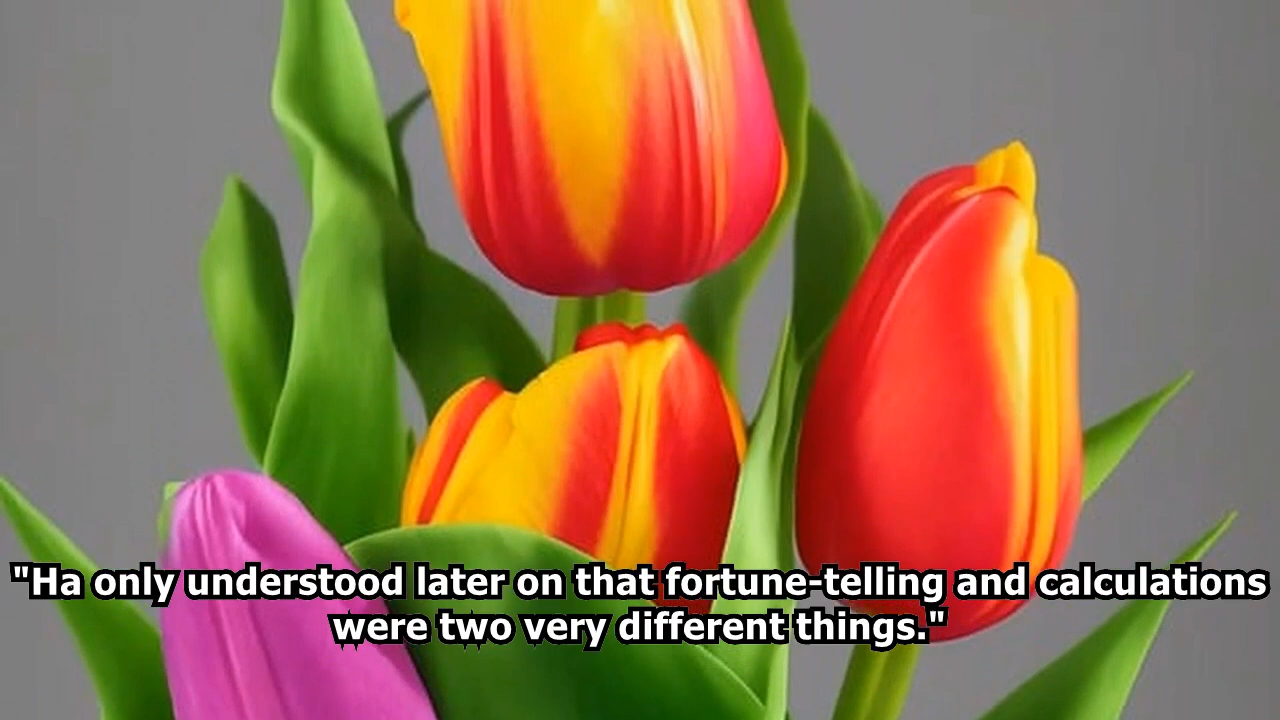 "Ha only understood later on that fortune-telling and calculations
were two very different things."